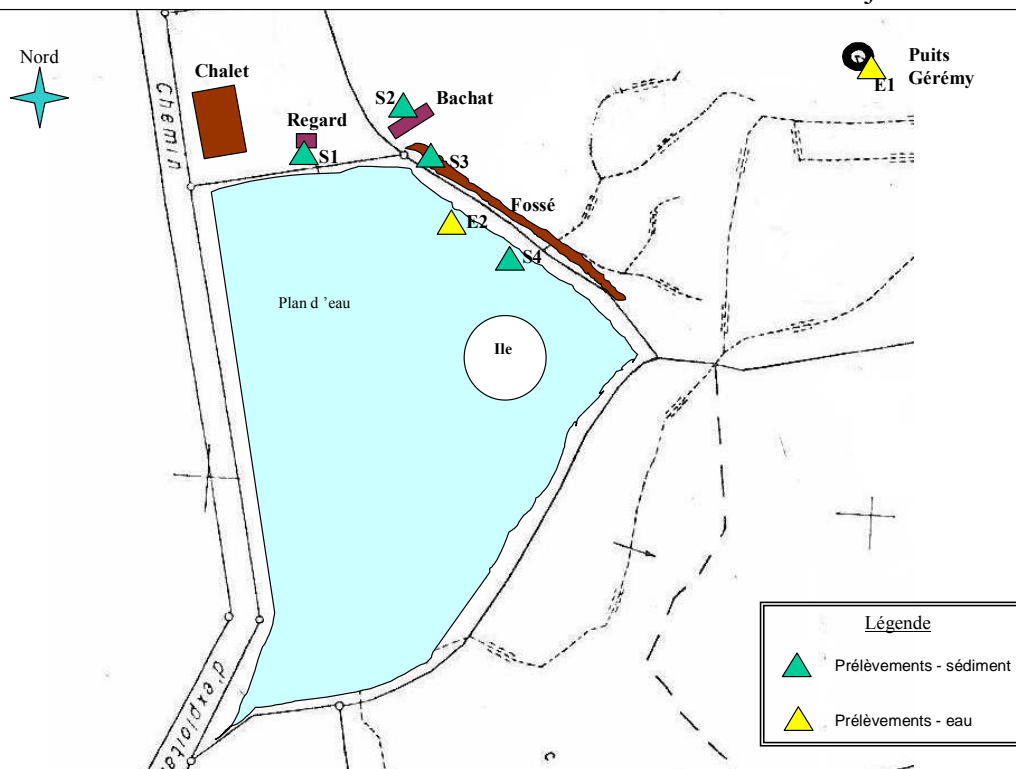 Nord
Chalet
Puits
Gérémy
E1
S2
Bachat
Regard
S1
S3
Chemin
Fossé
E2
S4
Plan d ’eau
Ile
Légende
Prélèvements - sédiment
Prélèvements - eau
d'exploita
c